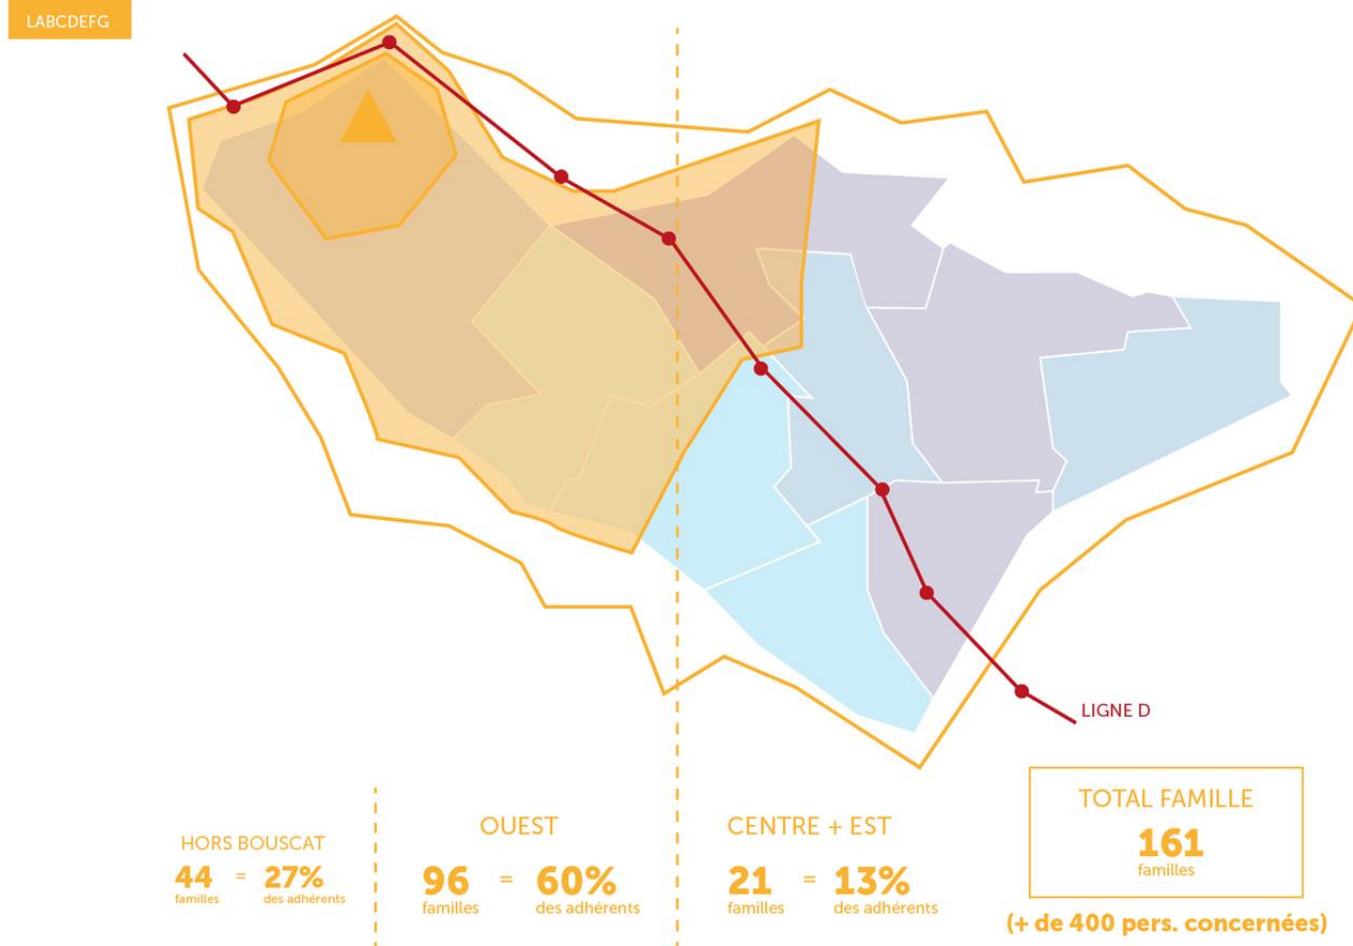 LABCDEFG
LIGNE D
HORS BOUSCAT
44 = 27%
familles des adhérents
OUEST
96 = 60%
familles des adhérents
CENTRE + EST
21 = 13%
familles des adhérents
TOTAL FAMILLE
161
familles
(+ de 400 pers. concernées)